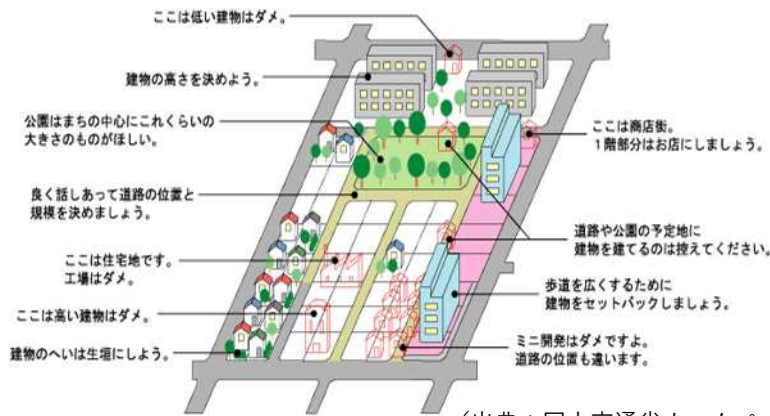 ここは低い建物はダメ。
建物の高さを決めよう。
公園はまちの中心にこれくらいの
大きさのものがほしい。
ここは商店街。
１階部分はお店にしましょう。
良く話しあって道路の位置と
規模を決めましょう。
道路や公園の予定地に
建物を建てるのは控えてください。
ここは住宅地です。
工場はダメ。
歩道を広くするために
建物をセットバックしましょう。
ここは高い建物はダメ。
建物のへいは生垣にしよう。
ミニ開発はダメですよ。
道路の位置も違います。